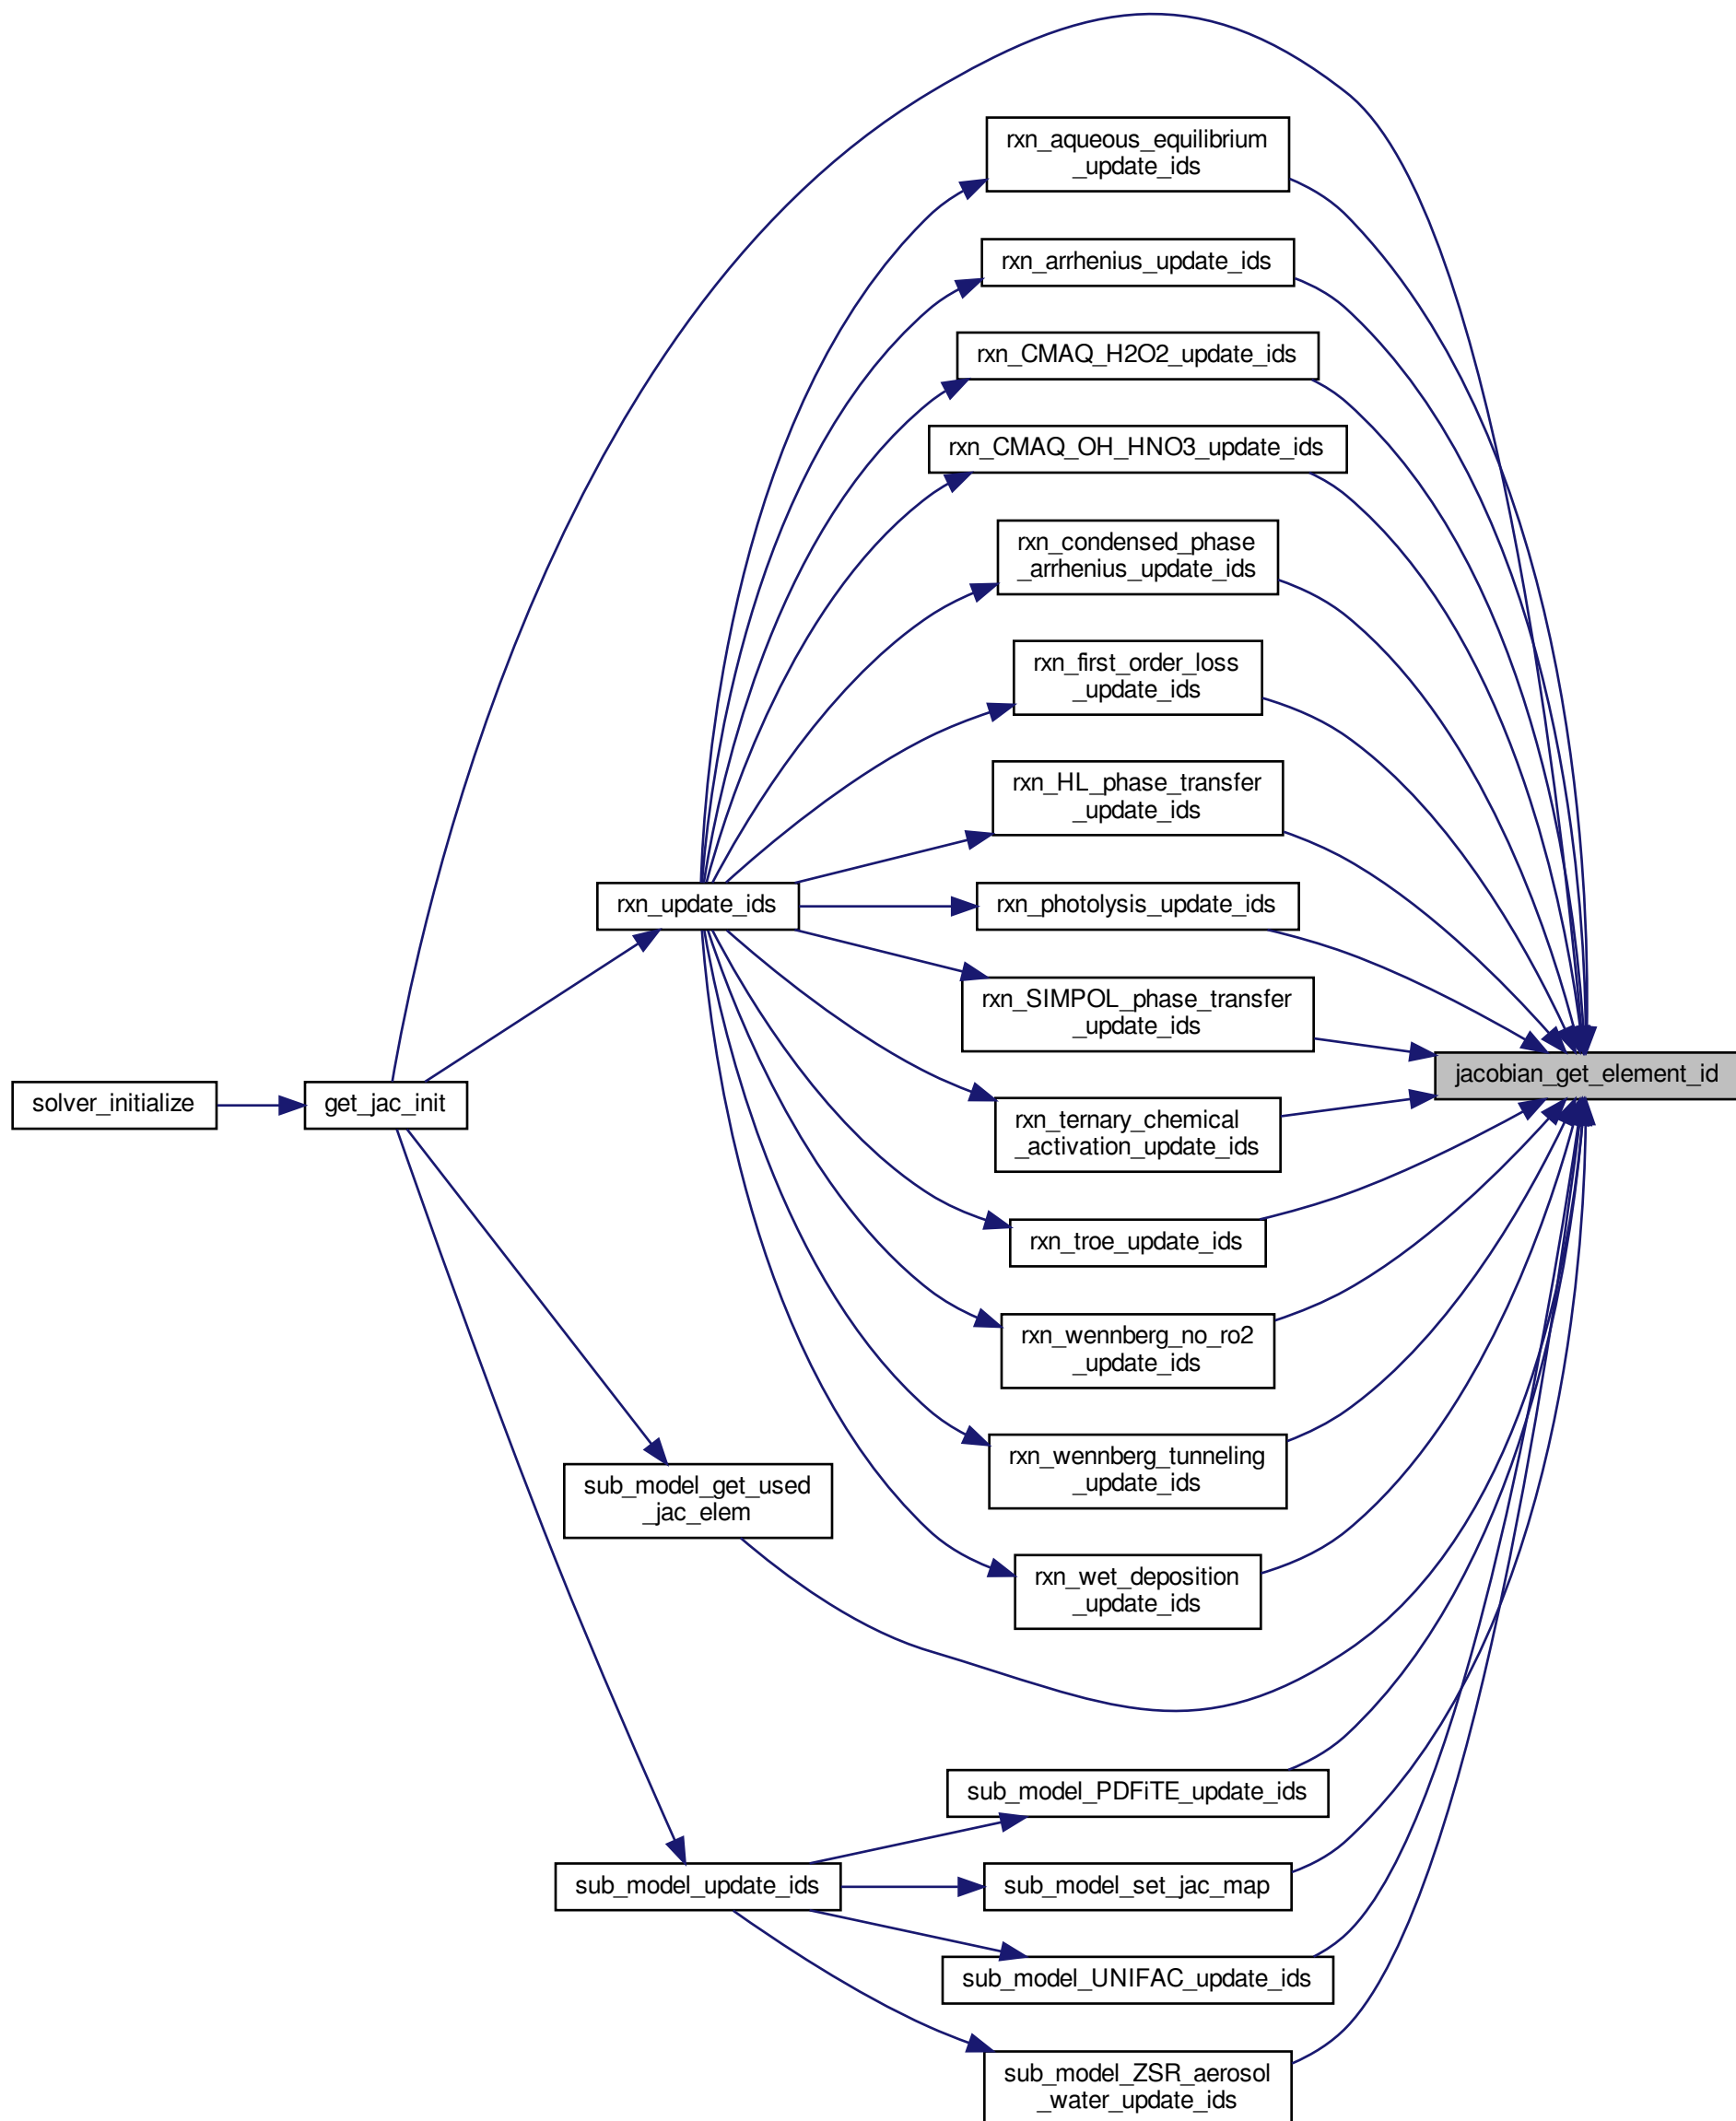 rxn_aqueous_equilibrium
_update_ids
rxn_arrhenius_update_ids
rxn_CMAQ_H2O2_update_ids
rxn_CMAQ_OH_HNO3_update_ids
rxn_condensed_phase
_arrhenius_update_ids
rxn_first_order_loss
_update_ids
rxn_HL_phase_transfer
_update_ids
rxn_update_ids
rxn_photolysis_update_ids
rxn_SIMPOL_phase_transfer
_update_ids
jacobian_get_element_id
solver_initialize
get_jac_init
rxn_ternary_chemical
_activation_update_ids
rxn_troe_update_ids
rxn_wennberg_no_ro2
_update_ids
rxn_wennberg_tunneling
_update_ids
sub_model_get_used
_jac_elem
rxn_wet_deposition
_update_ids
sub_model_PDFiTE_update_ids
sub_model_update_ids
sub_model_set_jac_map
sub_model_UNIFAC_update_ids
sub_model_ZSR_aerosol
_water_update_ids